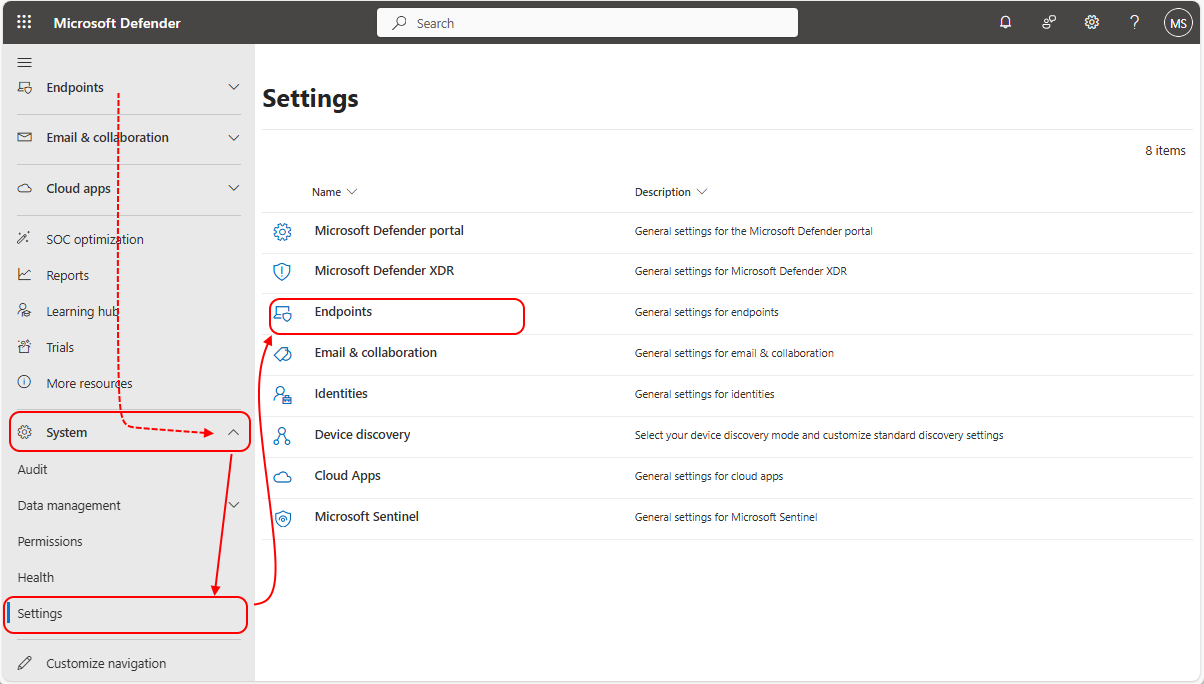 Microsoft Defender
Search
MS
Endpoints
Email & collaboration
Cloud apps
SOC optimization
Reports
Learning hub
Trials
More resources
System
Audit
Data management
Permissions
Health
Settings
Customize navigation
Settings
8 items
Name Description
Microsoft Defender portal General settings for the Microsoft Defender portal
Microsoft Defender XDR General settings for Microsoft Defender XDR
Endpoints General settings for endpoints
Email & collaboration General settings for email & collaboration
Identities General settings for identities
Device discovery Select your device discovery mode and customize standard discovery settings
Cloud Apps General settings for cloud apps
Microsoft Sentinel General settings for Microsoft Sentinel